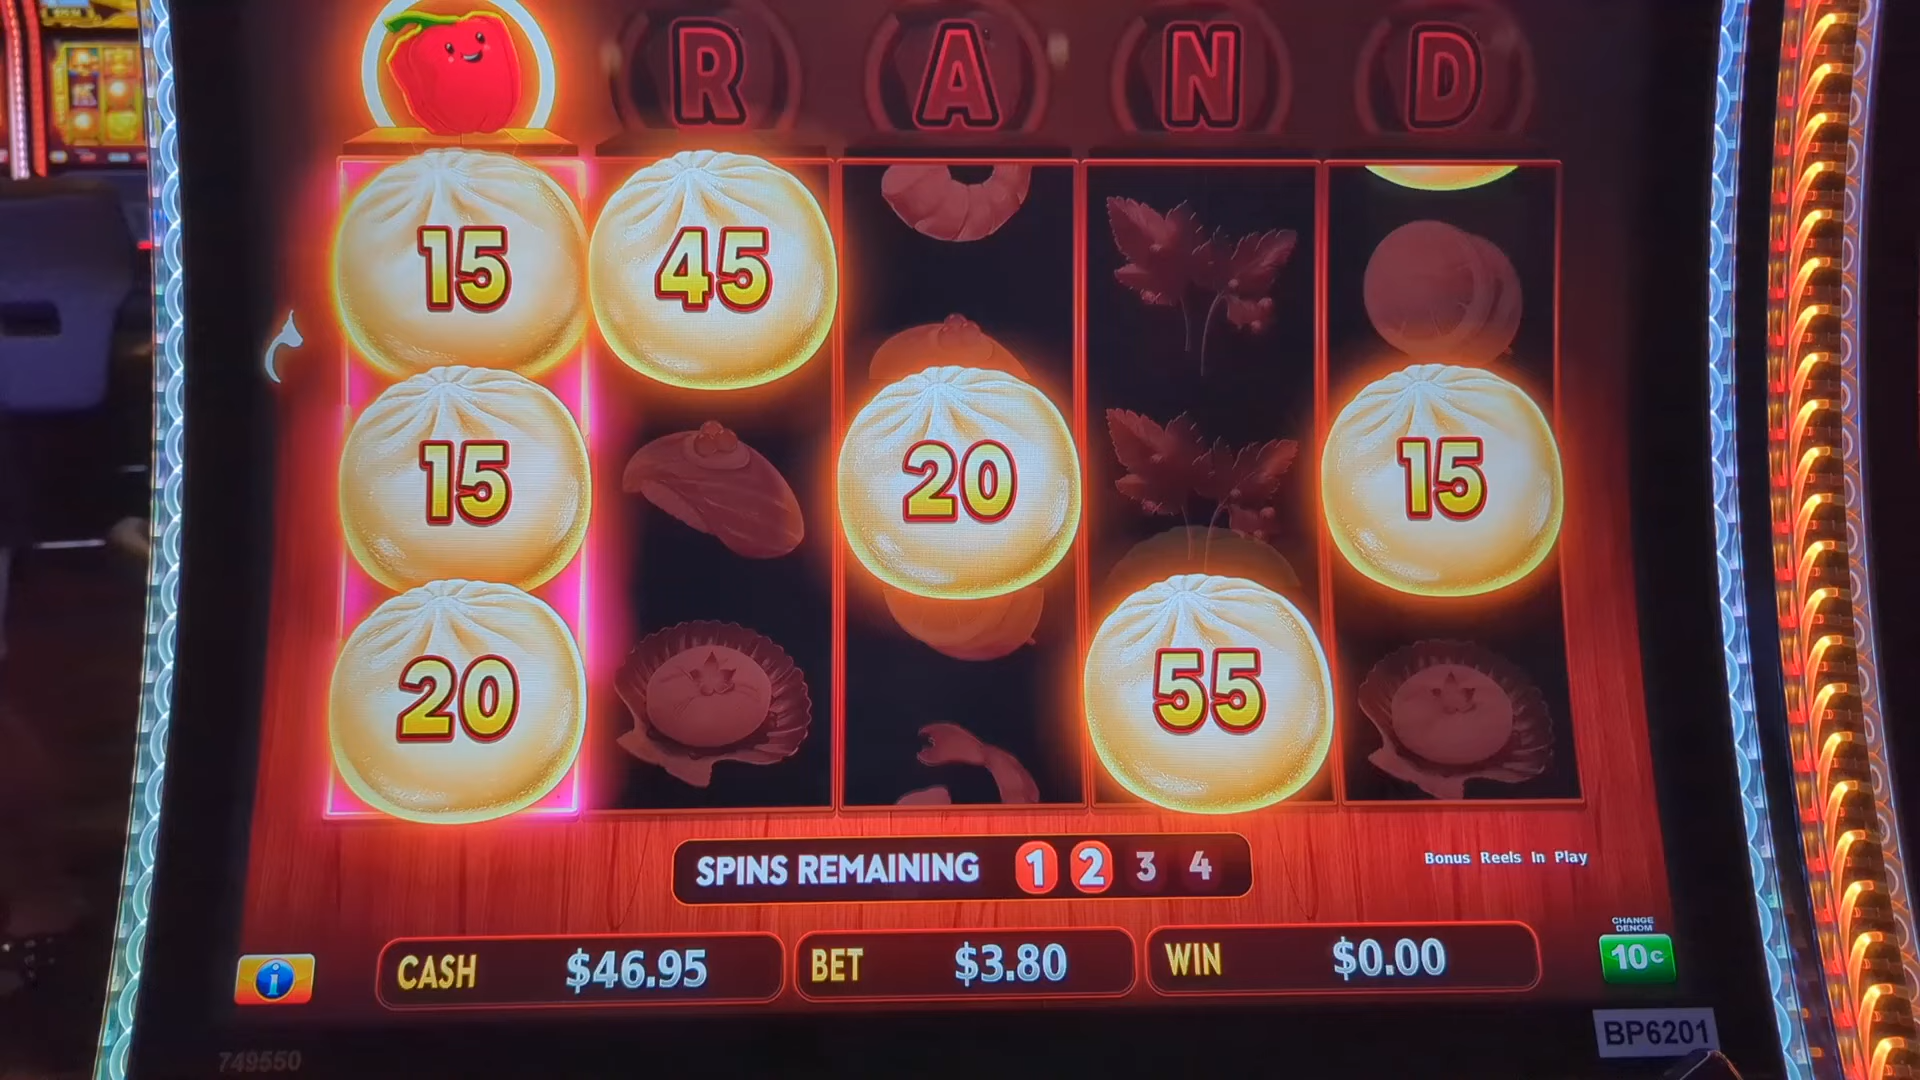 R A N D
15 45
15 20 15
20 55
SPINS REMAINING 1 2 3 4
Bonus Reels In Play
CHANGE
DENOM
10¢
CASH $46.95 BET $3.80 WIN $0.00
BP6201
749550